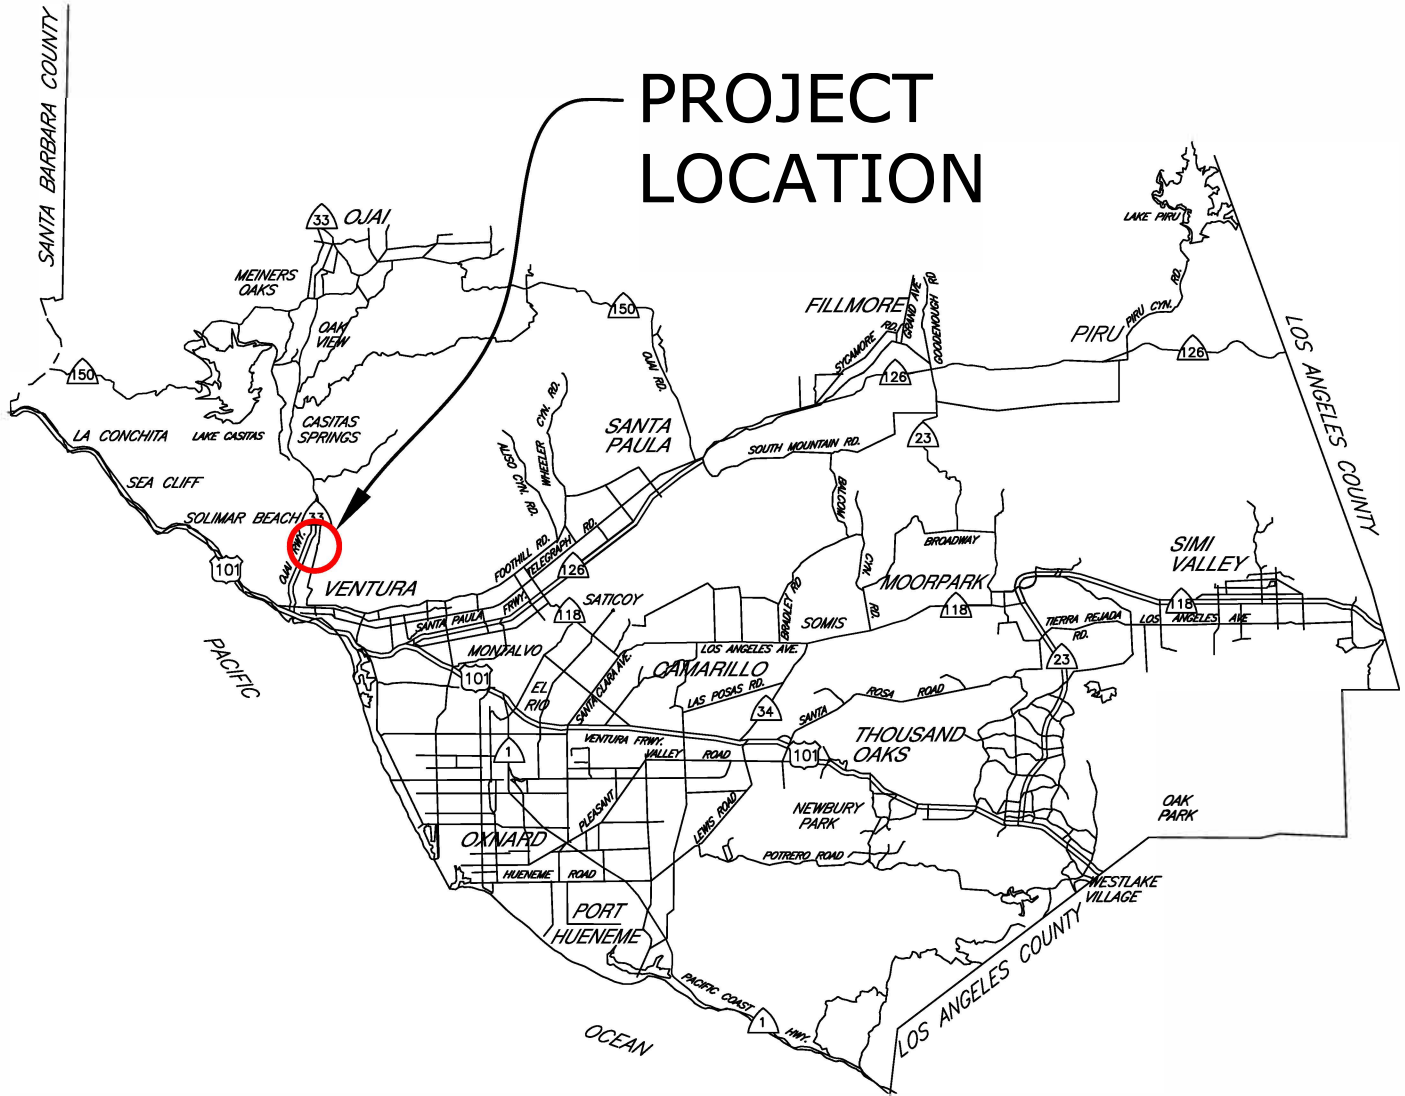 SANTA BARBARA COUNTY
PROJECT
LOCATION
33
OJAI
LAKE PIRU
MEINERS
OAKS
OAK
VIEW
150
FILLMORE
GRAND AVE
GOODENOUGH RD
SYCAMORE RD.
PIRU
PIRU CYN. RD.
126
126
LOS ANGELES COUNTY
150
OJAI RD.
LA CONCHITA
LAKE CASITAS
CASITAS
SPRINGS
SANTA
PAULA
SOUTH MOUNTAIN RD.
23
WHEELER CYN. RD.
ALISO CYN. RD.
SEA CLIFF
SOLIMAR BEACH
33
OJAI FWY.
101
VENTURA
FOOTHILL RD.
TELEGRAPH RD.
126
SANTA PAULA FRWY.
118
SATICOY
BALCOM CYN. RD.
BROADWAY
MOORPARK
118
BRADLEY RD
SOMIS
SIMI
VALLEY
118
TIERRA REJADA
RD.
LOS ANGELES AVE
23
PACIFIC
MONTALVO
101
EL
RIO
SANTA CLARA AVE.
LOS ANGELES AVE.
CAMARILLO
LAS POSAS RD.
34
SANTA ROSA ROAD
1
VENTURA FRWY.
VALLEY ROAD
PLEASANT
101
THOUSAND
OAKS
LEWIS ROAD
NEWBURY
PARK
OAK
PARK
OXNARD
POTRERO ROAD
HUENEME ROAD
WESTLAKE
VILLAGE
PORT
HUENEME
LOS ANGELES COUNTY
PACIFIC COAST HWY.
1
OCEAN